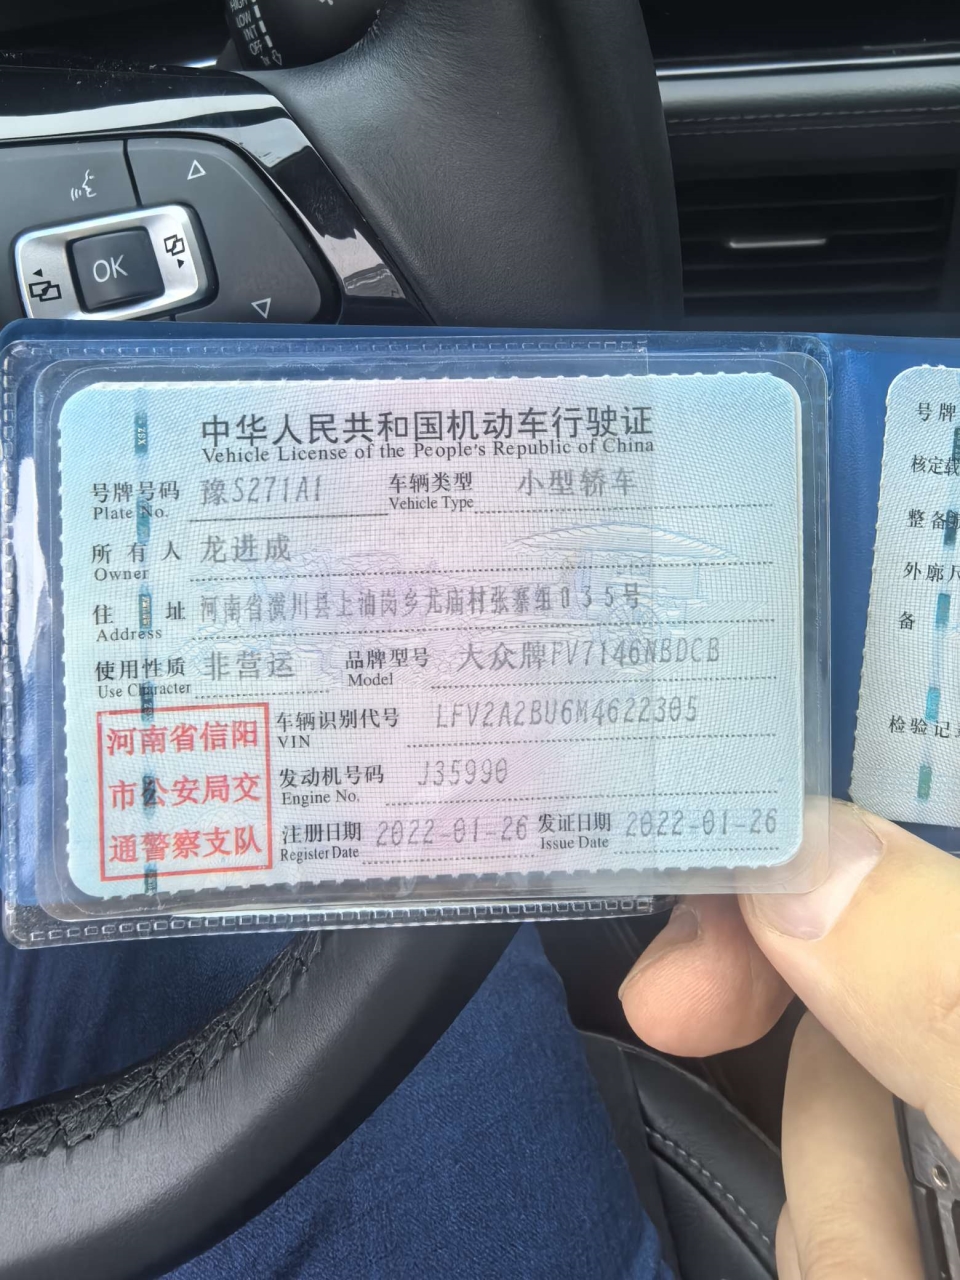 HIGH
LOW
INT
OFF
OK
中华人民共和国机动车行驶证
Vehicle License of the People's Republic of China
号牌号码 豫S271A1 车辆类型 小型轿车
Plate No. Vehicle Type
所有人 龙进成
Owner
住址 河南省潢川县上油岗乡龙庙村张寨组035号
Address
使用性质 非营运 品牌型号 大众牌FV7146NBDCB
Use Character Model
河南省信阳
市公安局交
通警察支队
车辆识别代号 LFV2A2BU6M4622305
VIN
发动机号码 J35990
Engine No.
注册日期 2022-01-26 发证日期 2022-01-26
Register Date Issue Date
号牌
核定载
整备
外廓尺
备
检验记